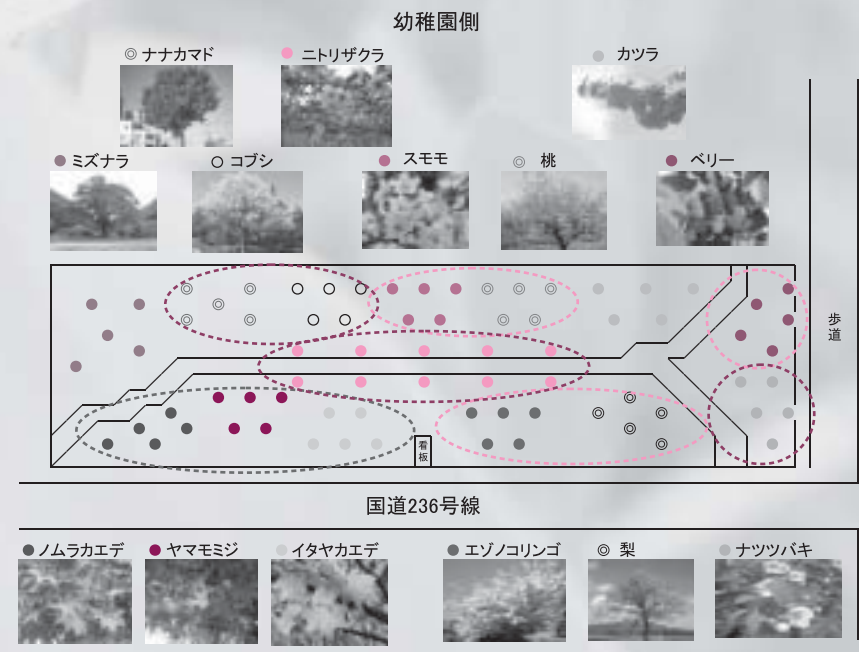 幼稚園側
◎ ナナカマド
● ニトリザクラ
● カツラ
● ミズナラ
○ コブシ
● スモモ
◎ 桃
● ベリー
歩道
看板
国道236号線
● ノムラカエデ
● ヤマモミジ
● イタヤカエデ
● エゾノコリンゴ
◎ 梨
● ナツツバキ